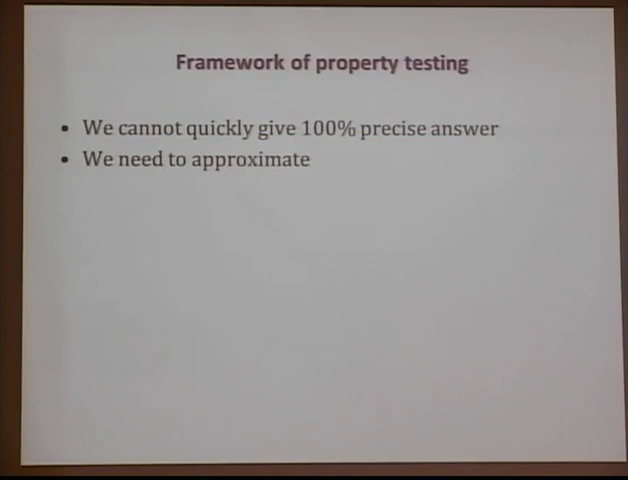 Framework of property testing
• We cannot quickly give 100% precise answer
• We need to approximate